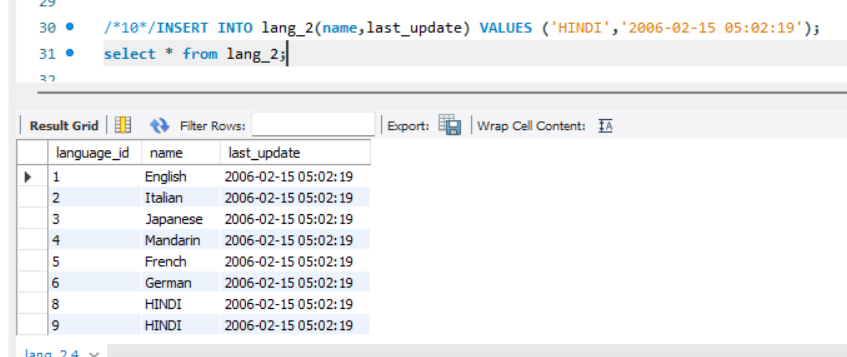 29
30 /*10*/INSERT INTO lang_2(name,last_update) VALUES ('HINDI','2006-02-15 05:02:19');
31 select * from lang_2;
32
Result Grid Filter Rows: Export: Wrap Cell Content: IA
language_id name last_update
1 English 2006-02-15 05:02:19
2 Italian 2006-02-15 05:02:19
3 Japanese 2006-02-15 05:02:19
4 Mandarin 2006-02-15 05:02:19
5 French 2006-02-15 05:02:19
6 German 2006-02-15 05:02:19
8 HINDI 2006-02-15 05:02:19
9 HINDI 2006-02-15 05:02:19
lang_2 4